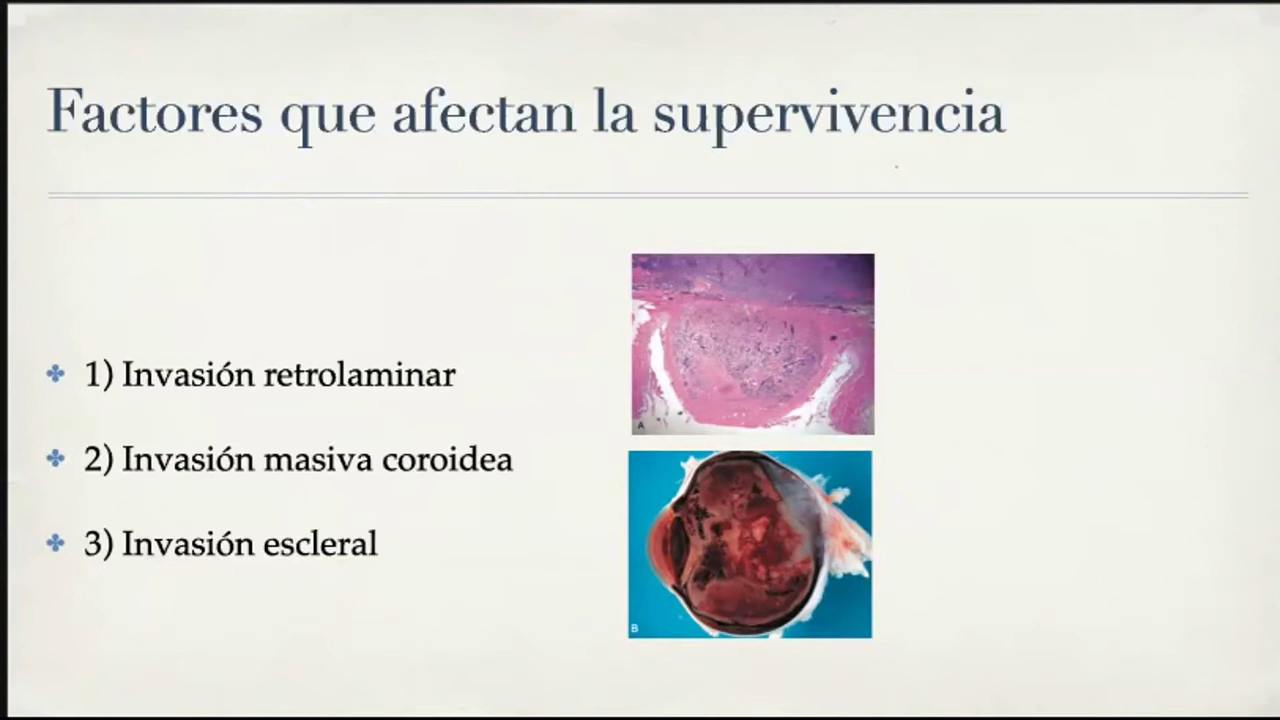 Factores que afectan la supervivencia
1) Invasión retrolaminar
2) Invasión masiva coroidea
3) Invasión escleral
A
B